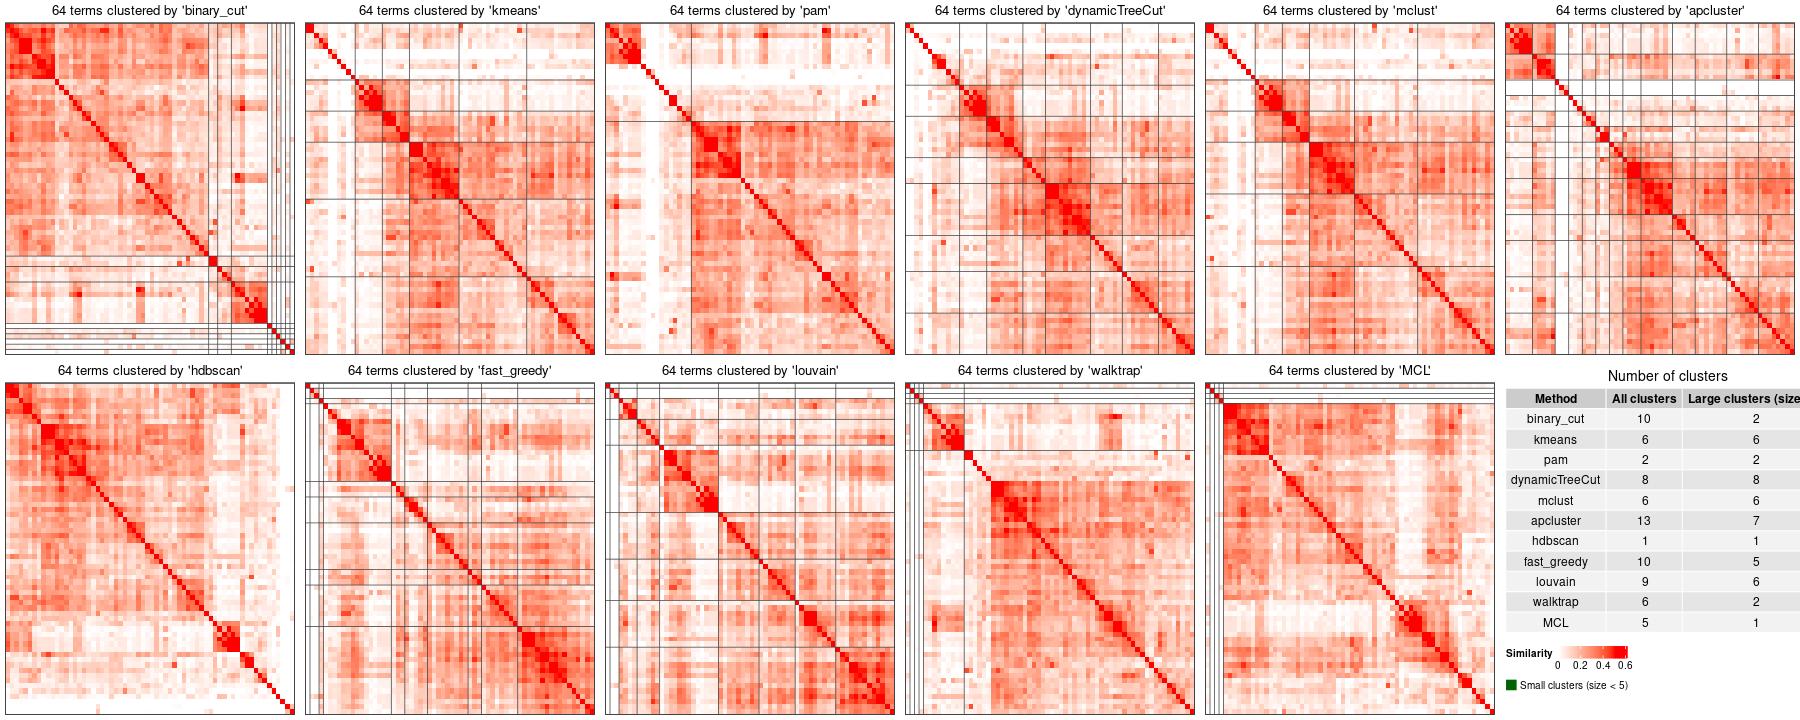 64 terms clustered by 'binary_cut'
64 terms clustered by 'kmeans'
64 terms clustered by 'pam'
64 terms clustered by 'dynamicTreeCut'
64 terms clustered by 'mclust'
64 terms clustered by 'apcluster'
64 terms clustered by 'hdbscan'
64 terms clustered by 'fast_greedy'
64 terms clustered by 'louvain'
64 terms clustered by 'walktrap'
64 terms clustered by 'MCL'
Number of clusters
Method All clusters Large clusters (size
binary_cut 10 2
kmeans 6 6
pam 2 2
dynamicTreeCut 8 8
mclust 6 6
apcluster 13 7
hdbscan 1 1
fast_greedy 10 5
louvain 9 6
walktrap 6 2
MCL 5 1
Similarity
0 0.2 0.4 0.6
Small clusters (size < 5)